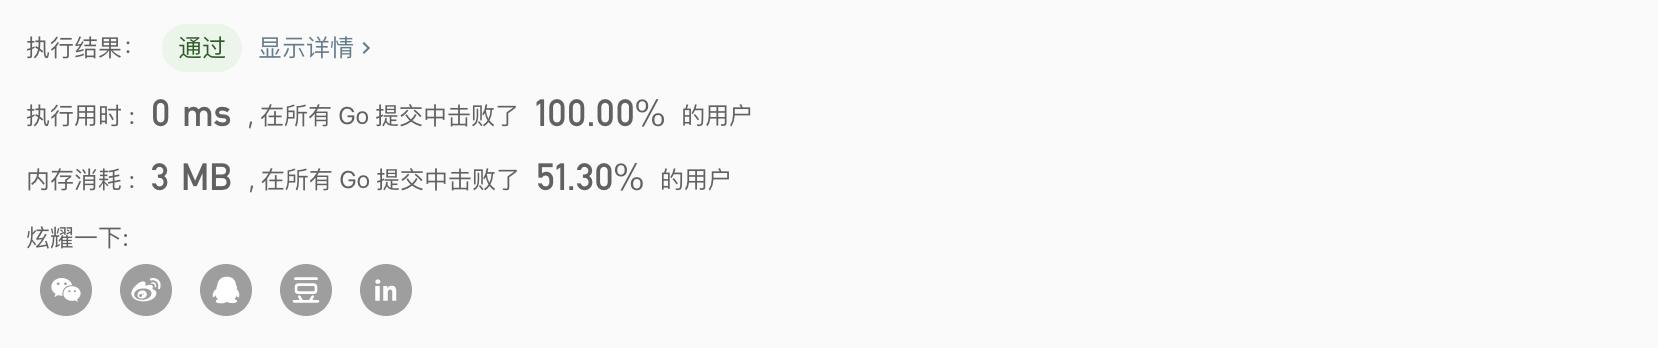 执行结果： 通过 显示详情 >
执行用时： 0 ms , 在所有 Go 提交中击败了 100.00% 的用户
内存消耗： 3 MB , 在所有 Go 提交中击败了 51.30% 的用户
炫耀一下:
豆 in